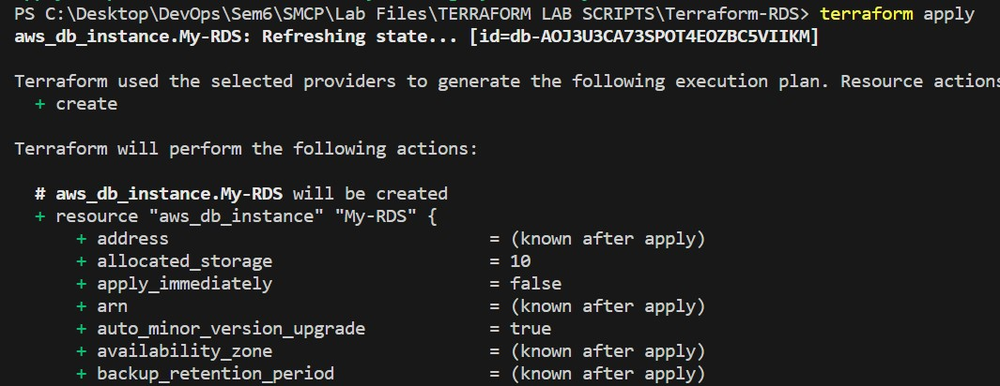 PS C:\Desktop\DevOps\Sem6\SMCP\Lab Files\TERRAFORM LAB SCRIPTS\Terraform-RDS> terraform apply
aws_db_instance.My-RDS: Refreshing state... [id=db-AOJ3U3CA73SPOT4EOZBC5VIIKM]
Terraform used the selected providers to generate the following execution plan. Resource actions
+ create
Terraform will perform the following actions:
# aws_db_instance.My-RDS will be created
+ resource "aws_db_instance" "My-RDS" {
+ address = (known after apply)
+ allocated_storage = 10
+ apply_immediately = false
+ arn = (known after apply)
+ auto_minor_version_upgrade = true
+ availability_zone = (known after apply)
+ backup_retention_period = (known after apply)